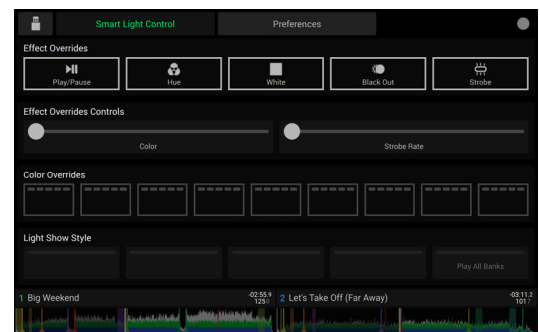 Smart Light Control
Preferences
Effect Overrides
Play/Pause
Hue
White
Black Out
Strobe
Effect Overrides Controls
Color
Strobe Rate
Color Overrides
Light Show Style
Play All Banks
1 Big Weekend
-02:55.9
125.0
2 Let's Take Off (Far Away)
-03:11.2